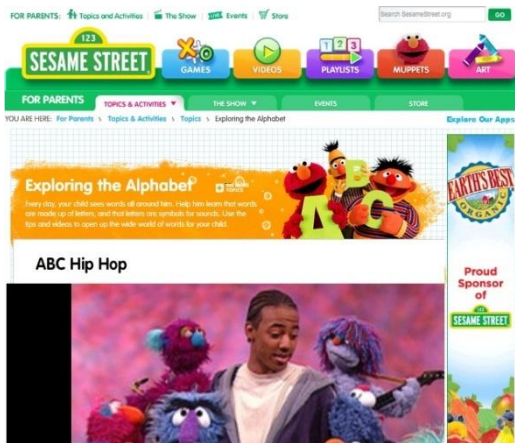 FOR PARENTS: Topics and Activities The Show Events Store
Search SesameStreet.org GO
123
SESAME STREET
GAMES VIDEOS PLAYLISTS MUPPETS ART
1 2 3
FOR PARENTS TOPICS & ACTIVITIES THE SHOW EVENTS STORE
YOU ARE HERE: For Parents Topics & Activities Topics Exploring the Alphabet
Explore Our Apps
Exploring the Alphabet
TOPICS
Every day, your child sees words all around him. Help him learn that words
are made up of letters, and that letters are symbols for sounds. Use the
tips and videos to open up the wide world of words for your child.
A B C
ABC Hip Hop
EARTH'S BEST
ORGANIC
Proud
Sponsor
of
SESAME STREET